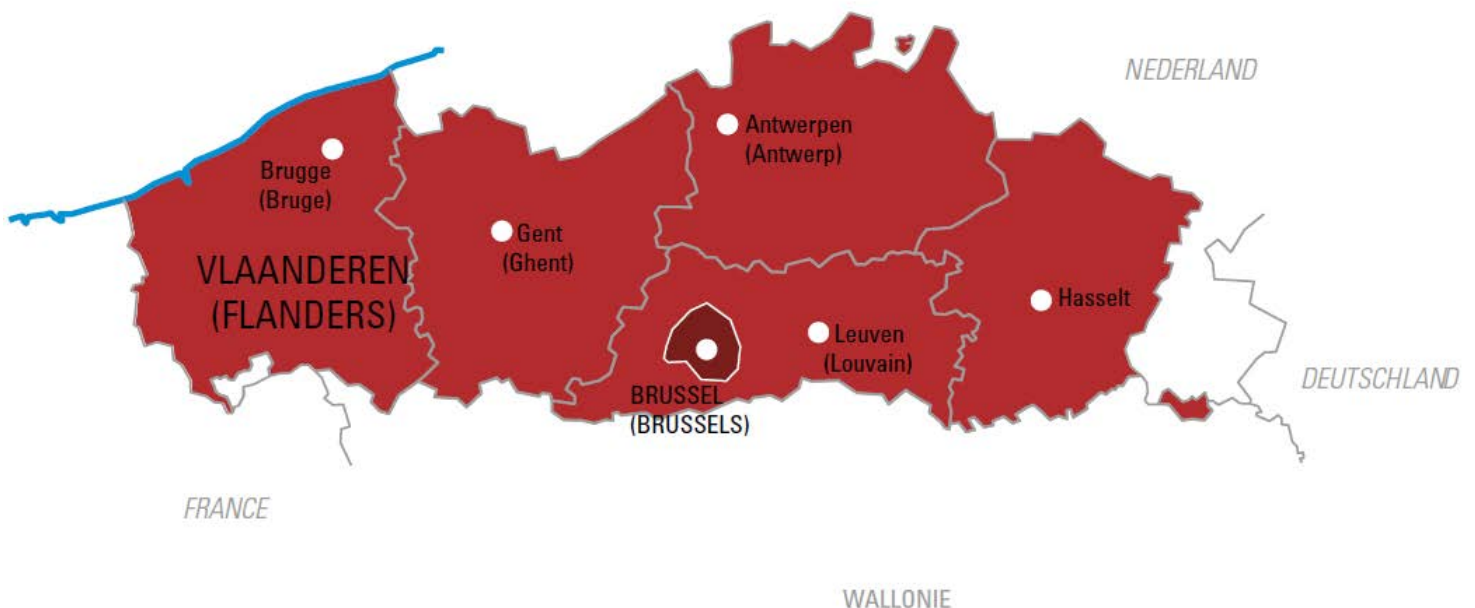 NEDERLAND
Antwerpen
(Antwerp)
Brugge
(Bruge)
Gent
(Ghent)
VLAANDEREN
(FLANDERS)
Hasselt
Leuven
(Louvain)
BRUSSEL
(BRUSSELS)
DEUTSCHLAND
FRANCE
WALLONIE